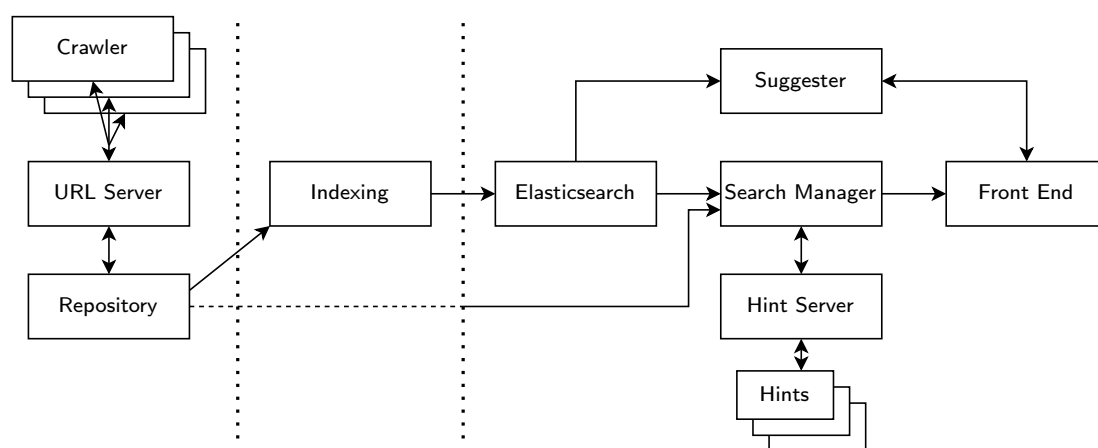 Crawler
Suggester
URL Server
Indexing
Elasticsearch
Search Manager
Front End
Repository
Hint Server
Hints